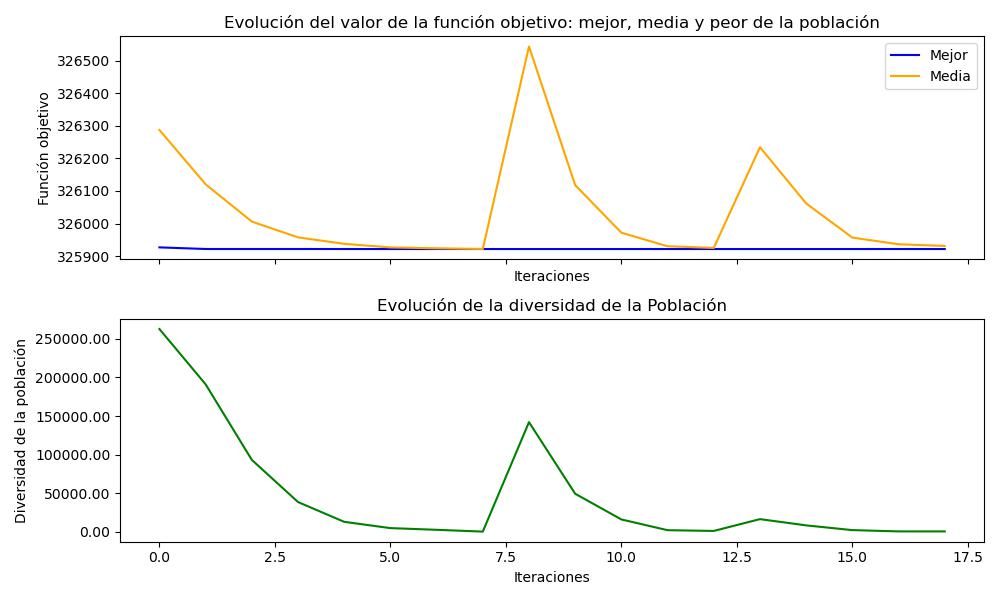 Evolución del valor de la función objetivo: mejor, media y peor de la población
Función objetivo
326500
326400
326300
326200
326100
326000
325900
Mejor
Media
Iteraciones
Evolución de la diversidad de la Población
Diversidad de la población
250000.00
200000.00
150000.00
100000.00
50000.00
0.00
0.0 2.5 5.0 7.5 10.0 12.5 15.0 17.5
Iteraciones